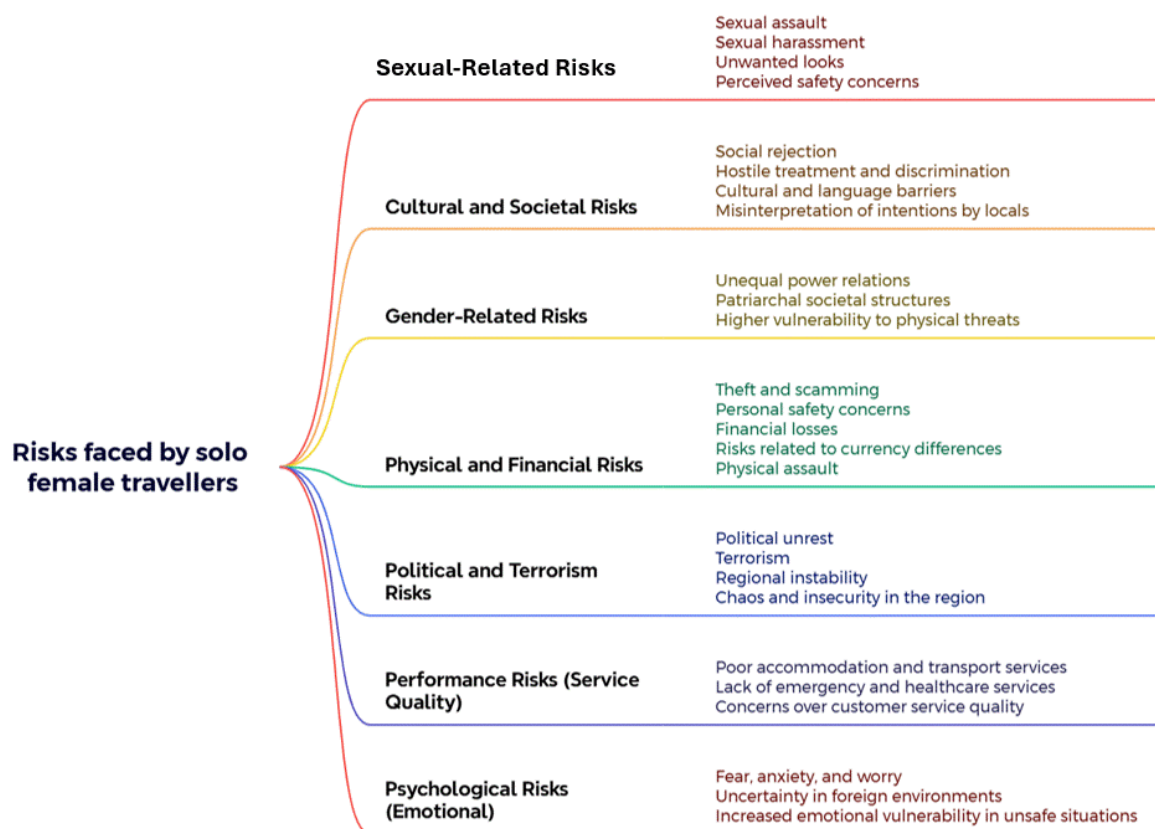 Risks faced by solo
female travellers
Sexual-Related Risks
Sexual assault
Sexual harassment
Unwanted looks
Perceived safety concerns
Cultural and Societal Risks
Social rejection
Hostile treatment and discrimination
Cultural and language barriers
Misinterpretation of intentions by locals
Gender-Related Risks
Unequal power relations
Patriarchal societal structures
Higher vulnerability to physical threats
Physical and Financial Risks
Theft and scamming
Personal safety concerns
Financial losses
Risks related to currency differences
Physical assault
Political and Terrorism
Risks
Political unrest
Terrorism
Regional instability
Chaos and insecurity in the region
Performance Risks (Service
Quality)
Poor accommodation and transport services
Lack of emergency and healthcare services
Concerns over customer service quality
Psychological Risks
(Emotional)
Fear, anxiety, and worry
Uncertainty in foreign environments
Increased emotional vulnerability in unsafe situations